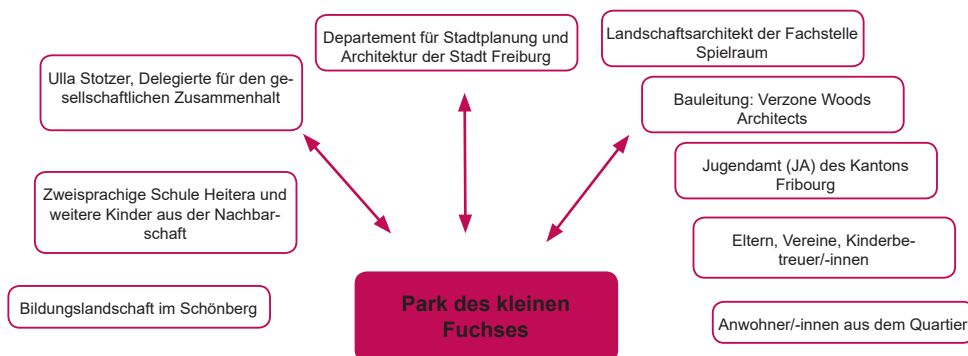 Departement für Stadtplanung und
Architektur der Stadt Freiburg
Landschaftsarchitekt der Fachstelle
Spielraum
Ulla Stotzer, Delegierte für den ge-
sellschaftlichen Zusammenhalt
Bauleitung: Verzone Woods
Architects
Jugendamt (JA) des Kantons
Fribourg
Zweisprachige Schule Heitera und
weitere Kinder aus der Nachbar-
schaft
Eltern, Vereine, Kinderbe-
treuer/-innen
Bildungslandschaft im Schönberg
Park des kleinen
Fuchses
Anwohner/-innen aus dem Quartier